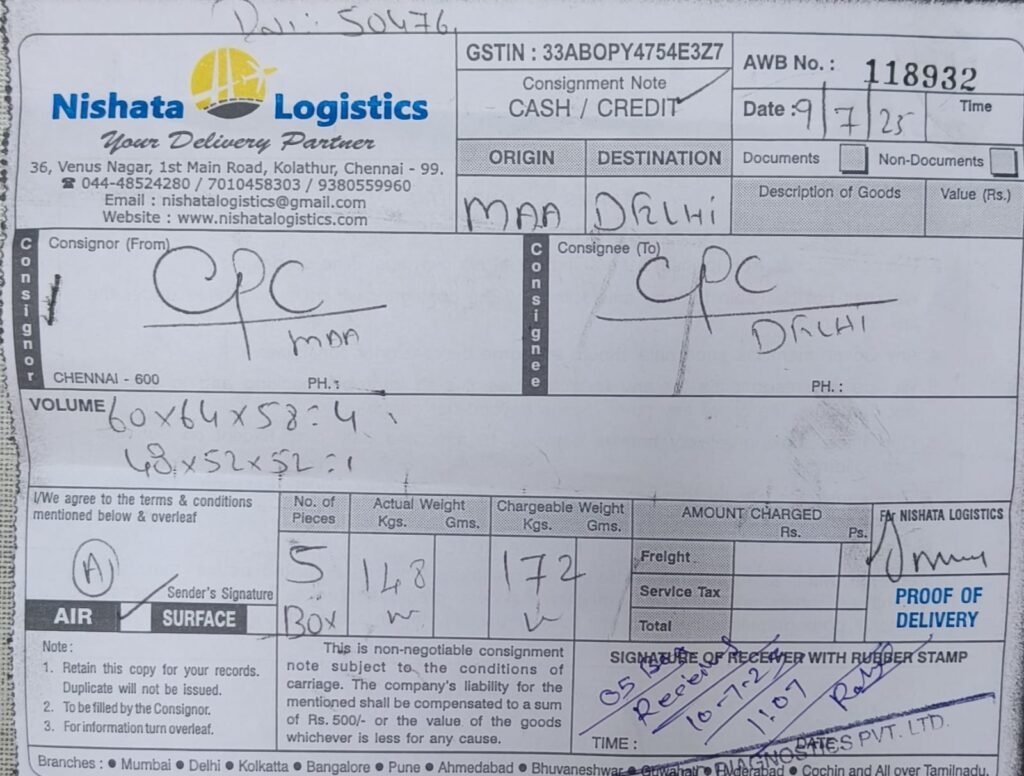 50476
Nishata Logistics
Your Delivery Partner
36, Venus Nagar, 1st Main Road, Kolathur, Chennai - 99.
☎ 044-48524280 / 7010458303 / 9380559960
Email : nishatalogistics@gmail.com
Website : www.nishatalogistics.com
GSTIN : 33ABOPY4754E3Z7
Consignment Note
CASH / CREDIT ✓
AWB No. : 118932
Date : 9/7/25 Time
ORIGIN DESTINATION
MAA DELHI
Documents Non-Documents
Description of Goods Value (Rs.)
Consignor
Consignor (From)
CPC
MAA
CHENNAI - 600 PH. :
Consignee
Consignee (To)
CPC
DELHI
PH. :
VOLUME 60x64x58=4
48x52x52=1
I/We agree to the terms & conditions
mentioned below & overleaf
A
Sender's Signature
AIR ✓ SURFACE
No. of Pieces
5
BOX
Actual Weight
Kgs. Gms.
148
Chargeable Weight
Kgs. Gms.
172
AMOUNT CHARGED
Rs. Ps.
Freight
Service Tax
Total
For NISHATA LOGISTICS
PROOF OF
DELIVERY
Note :
1. Retain this copy for your records.
Duplicate will not be issued.
2. To be filled by the Consignor.
3. For information turn overleaf.
This is non-negotiable consignment
note subject to the conditions of
carriage. The company's liability for the
mentioned shall be compensated to a sum
of Rs. 500/- or the value of the goods
whichever is less for any cause.
SIGNATURE OF RECEIVER WITH RUBBER STAMP
05 Box
Received
11:07
TIME : DATE
DIAGNOSTICS PVT. LTD.
Branches : ● Mumbai ● Delhi ● Kolkatta ● Bangalore ● Pune ● Ahmedabad ● Bhuvaneshwar ● Guwahati ● Hyderabad ● Cochin and All over Tamilnadu.